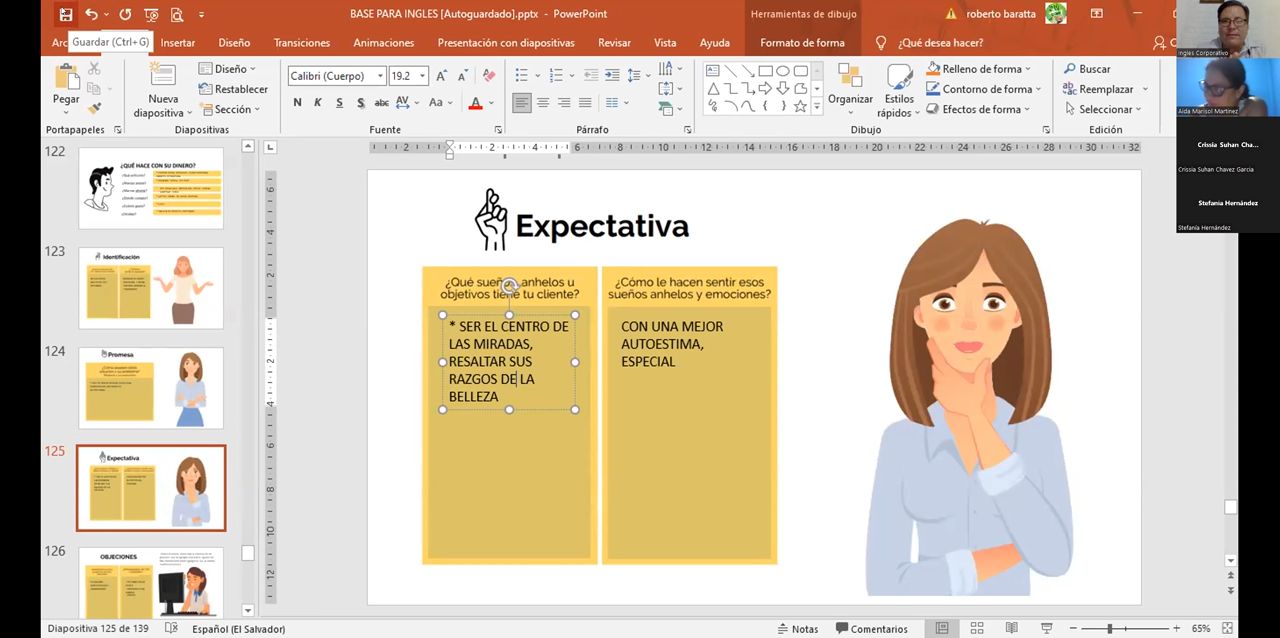 BASE PARA INGLES [Autoguardado].pptx - PowerPoint
Herramientas de dibujo
roberto baratta
Guardar (Ctrl+G)
Insertar
Diseño
Transiciones
Animaciones
Presentación con diapositivas
Revisar
Vista
Ayuda
Formato de forma
¿Qué desea hacer?
Pegar
Portapapeles
Nueva diapositiva
Diseño
Restablecer
Sección
Diapositivas
Calibri (Cuerpo)
19.2
N K S S abc AV Aa A
Fuente
Párrafo
Organizar
Estilos rápidos
Relleno de forma
Contorno de forma
Efectos de forma
Dibujo
Buscar
Reemplazar
Seleccionar
Edición
Ingles Corporativo
Aida Marisol Martinez
Crissia Suhan Cha...
Crissia Suhan Chavez Garcia
Stefania Hernández
Stefanía Hernández
122
¿QUÉ HACE CON SU DINERO?
123
Identificación
124
Promesa
125
Expectativa
126
OBJECIONES
Expectativa
¿Qué sueños, anhelos u
objetivos tiene tu cliente?
* SER EL CENTRO DE
LAS MIRADAS,
RESALTAR SUS
RAZGOS DE LA
BELLEZA
¿Cómo le hacen sentir esos
sueños anhelos y emociones?
CON UNA MEJOR
AUTOESTIMA,
ESPECIAL
Diapositiva 125 de 139
Español (El Salvador)
Notas
Comentarios
65%